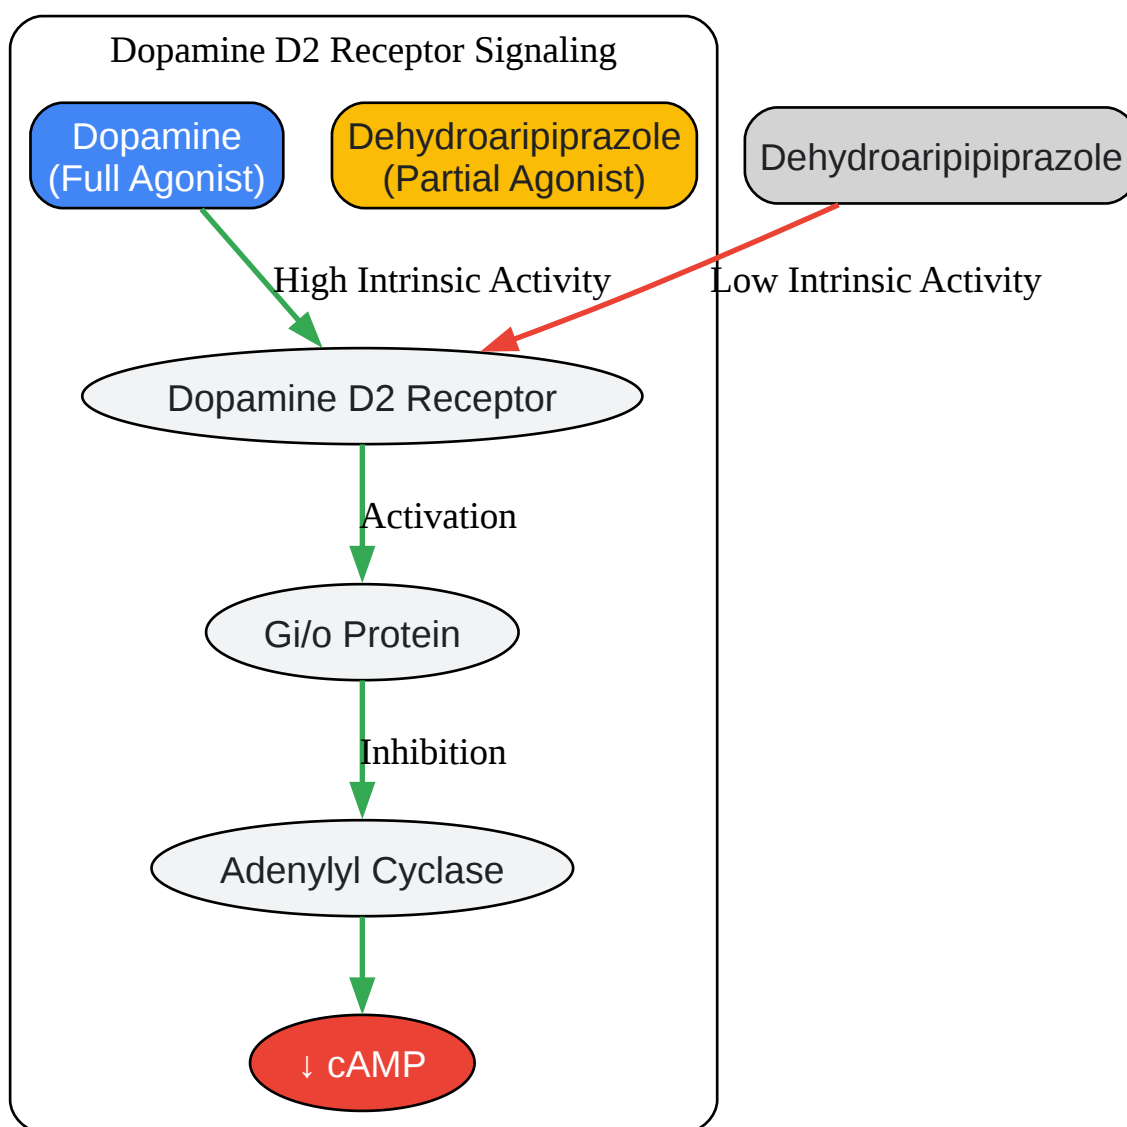 Dopamine D2 Receptor Signaling
Dopamine
(Full Agonist)
Dehydroaripiprazole
(Partial Agonist)
Dehydroaripipiprazole
High Intrinsic Activity
Low Intrinsic Activity
Dopamine D2 Receptor
Activation
Gi/o Protein
Inhibition
Adenylyl Cyclase
↓ cAMP